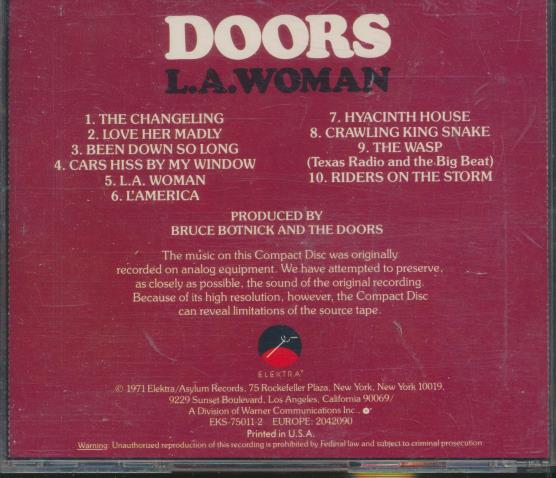 DOORS
L.A.WOMAN
1. THE CHANGELING
2. LOVE HER MADLY
3. BEEN DOWN SO LONG
4. CARS HISS BY MY WINDOW
5. L.A. WOMAN
6. L'AMERICA
7. HYACINTH HOUSE
8. CRAWLING KING SNAKE
9. THE WASP
(Texas Radio and the Big Beat)
10. RIDERS ON THE STORM
PRODUCED BY
BRUCE BOTNICK AND THE DOORS
The music on this Compact Disc was originally
recorded on analog equipment. We have attempted to preserve,
as closely as possible, the sound of the original recording.
Because of its high resolution, however, the Compact Disc
can reveal limitations of the source tape.
ELEKTRA
© 1971 Elektra/Asylum Records, 75 Rockefeller Plaza, New York, New York 10019,
9229 Sunset Boulevard, Los Angeles, California 90069/
A Division of Warner Communications Inc.,
EKS-75011-2 EUROPE: 2042090
Printed in U.S.A.
Warning: Unauthorized reproduction of this recording is prohibited by Federal law and subject to criminal prosecution.